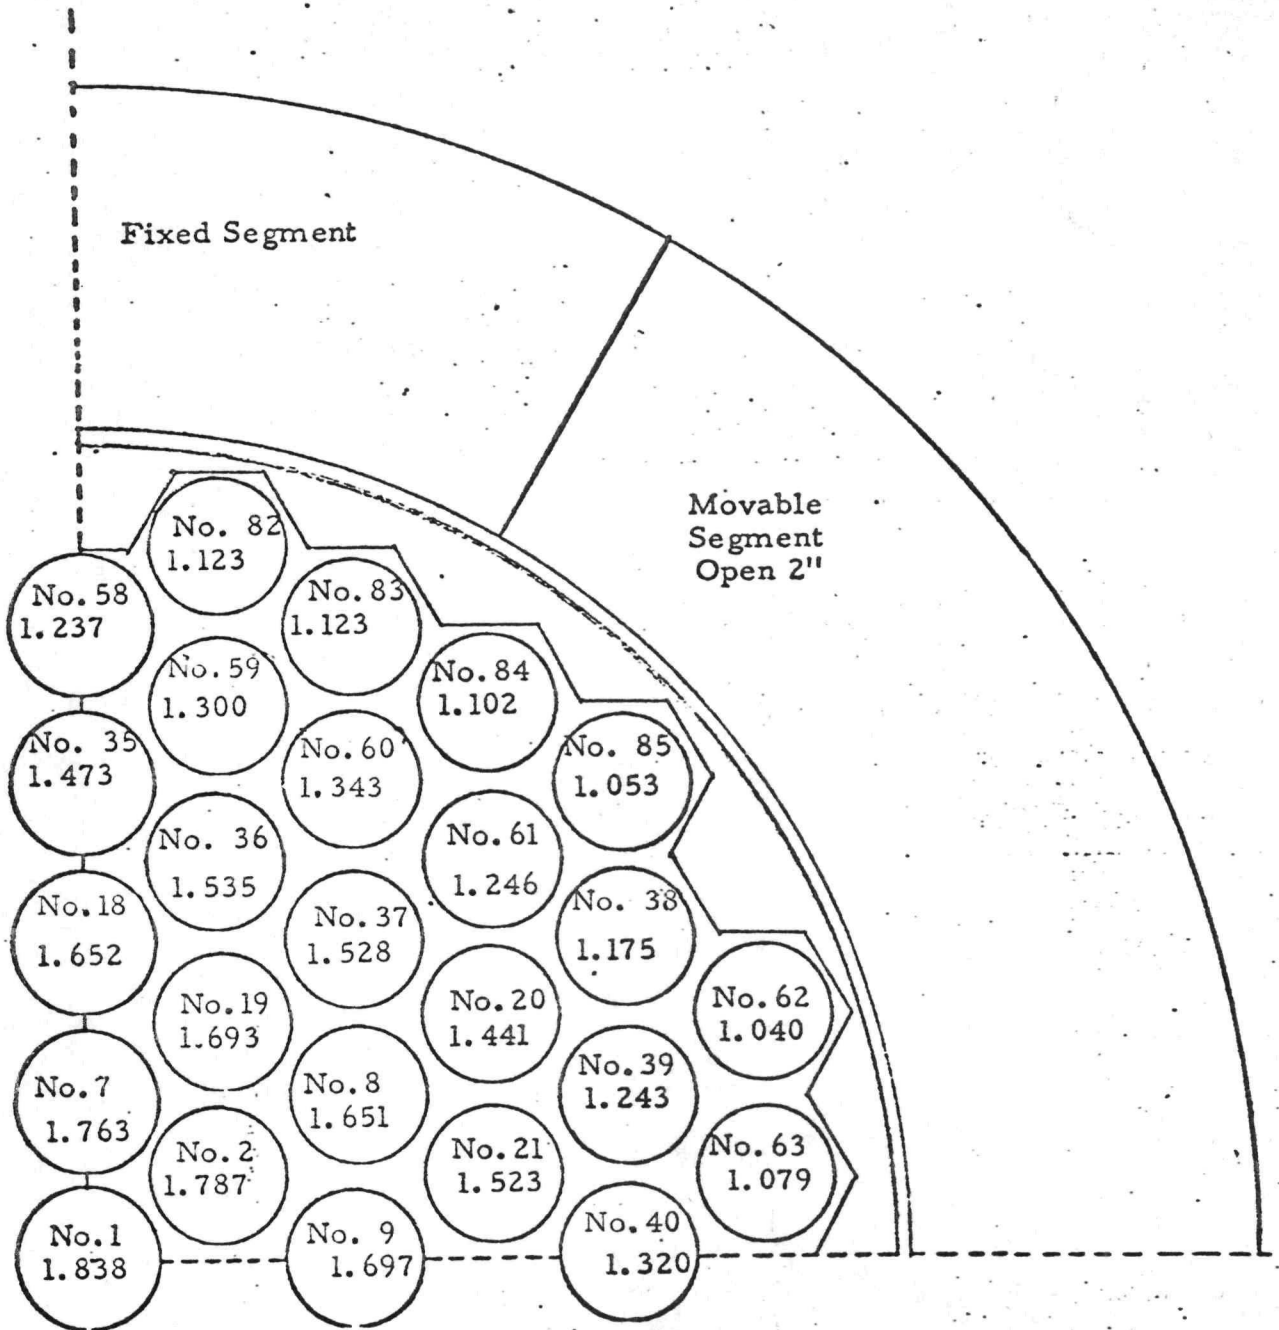 Fixed Segment
Movable
Segment
Open 2"
No. 82
1.123
No. 58
1.237
No. 83
1.123
No. 59
1.300
No. 84
1.102
No. 35
1.473
No. 60
1.343
No. 85
1.053
No. 36
1.535
No. 61
1.246
No. 18
1.652
No. 37
1.528
No. 38
1.175
No. 19
1.693
No. 20
1.441
No. 62
1.040
No. 7
1.763
No. 8
1.651
No. 39
1.243
No. 2
1.787
No. 21
1.523
No. 63
1.079
No. 1
1.838
No. 9
1.697
No. 40
1.320